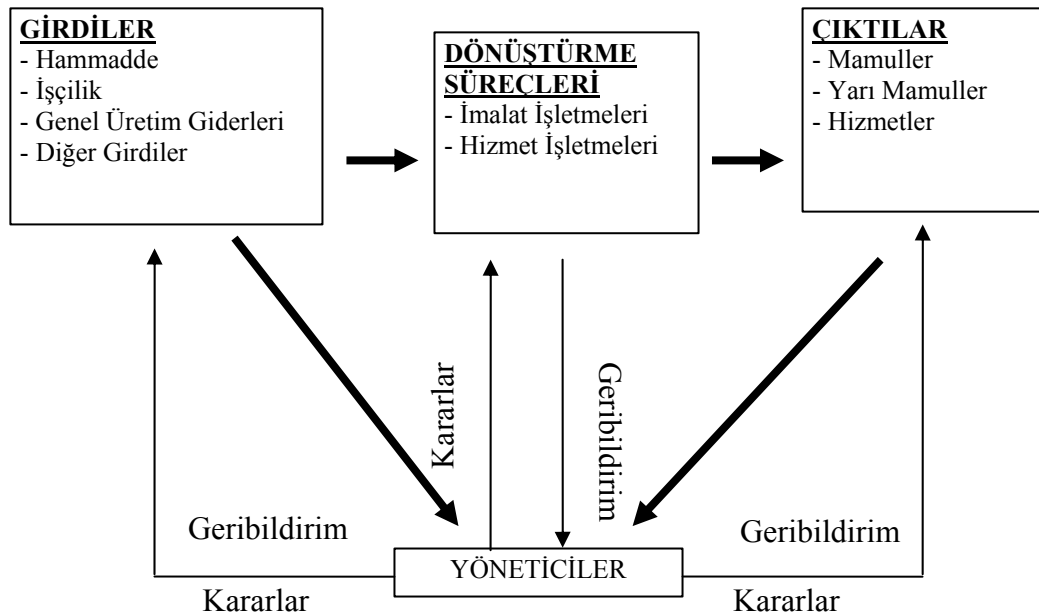 GİRDİLER
- Hammadde
- İşçilik
- Genel Üretim Giderleri
- Diğer Girdiler
DÖNÜŞTÜRME
SÜREÇLERİ
- İmalat İşletmeleri
- Hizmet İşletmeleri
ÇIKTILAR
- Mamuller
- Yarı Mamuller
- Hizmetler
Kararlar
Geribildirim
Geribildirim
Geribildirim
YÖNETİCİLER
Kararlar
Kararlar